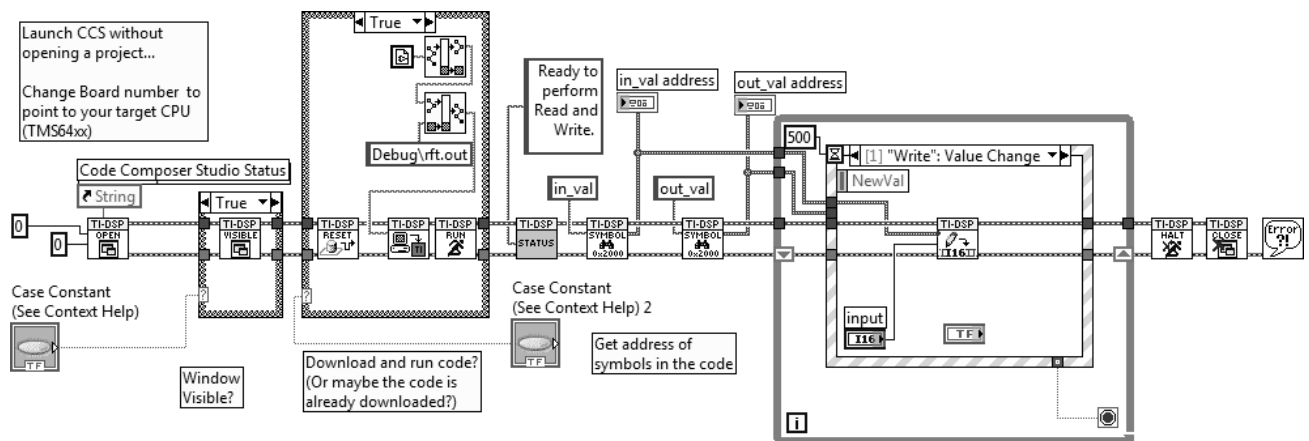 Launch CCS without
opening a project...
Change Board number to
point to your target CPU
(TMS64xx)
Code Composer Studio Status
String
0
0
TI-DSP
OPEN
True
TI-DSP
VISIBLE
Case Constant
(See Context Help)
TF
?
Window
Visible?
True
Debug\rft.out
TI-DSP
RESET
TI-DSP
TI
TI-DSP
RUN
?
Download and run code?
(Or maybe the code is
already downloaded?)
Ready to
perform
Read and
Write.
TI-DSP
STATUS
Case Constant
(See Context Help) 2
TF
in_val address
in_val
TI-DSP
SYMBOL
0x2000
out_val address
out_val
TI-DSP
SYMBOL
0x2000
Get address of
symbols in the code
500
[1] "Write": Value Change
NewVal
TI-DSP
I16
input
I16
TF
i
TI-DSP
HALT
TI-DSP
CLOSE
Error
?!